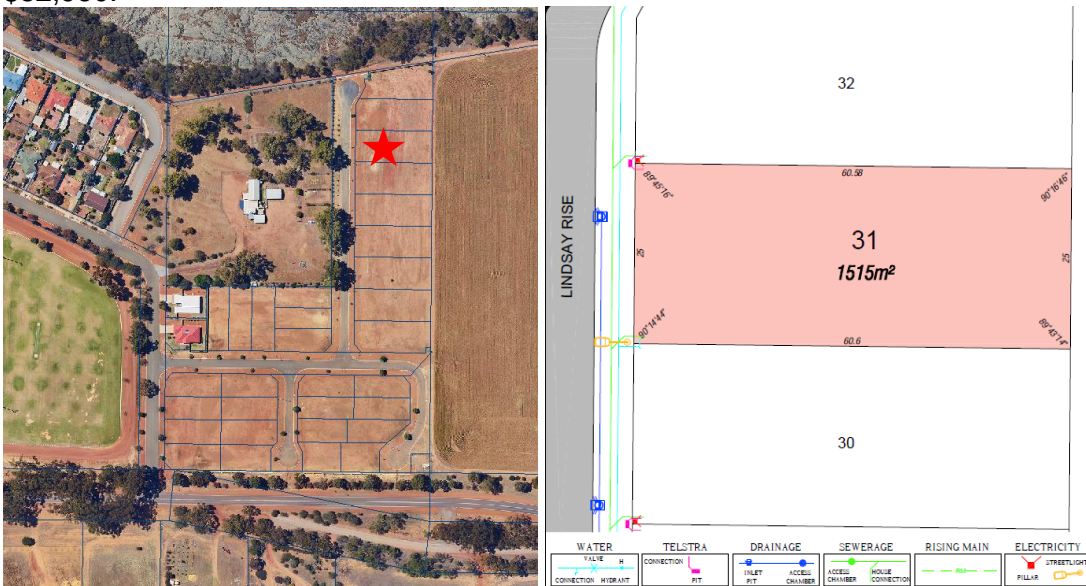 32
60.58
89°45'16"
90°16'46"
LINDSAY RISE
25
31
1515m²
25
90°14'44"
89°43'14"
60.6
30
WATER TELSTRA DRAINAGE SEWERAGE RISING MAIN ELECTRICITY
VALVE H CONNECTION STREETLIGHT
CONNECTION HYDRANT PIT INLET PIT ACCESS CHAMBER ACCESS CHAMBER HOUSE CONNECTION PILLAR